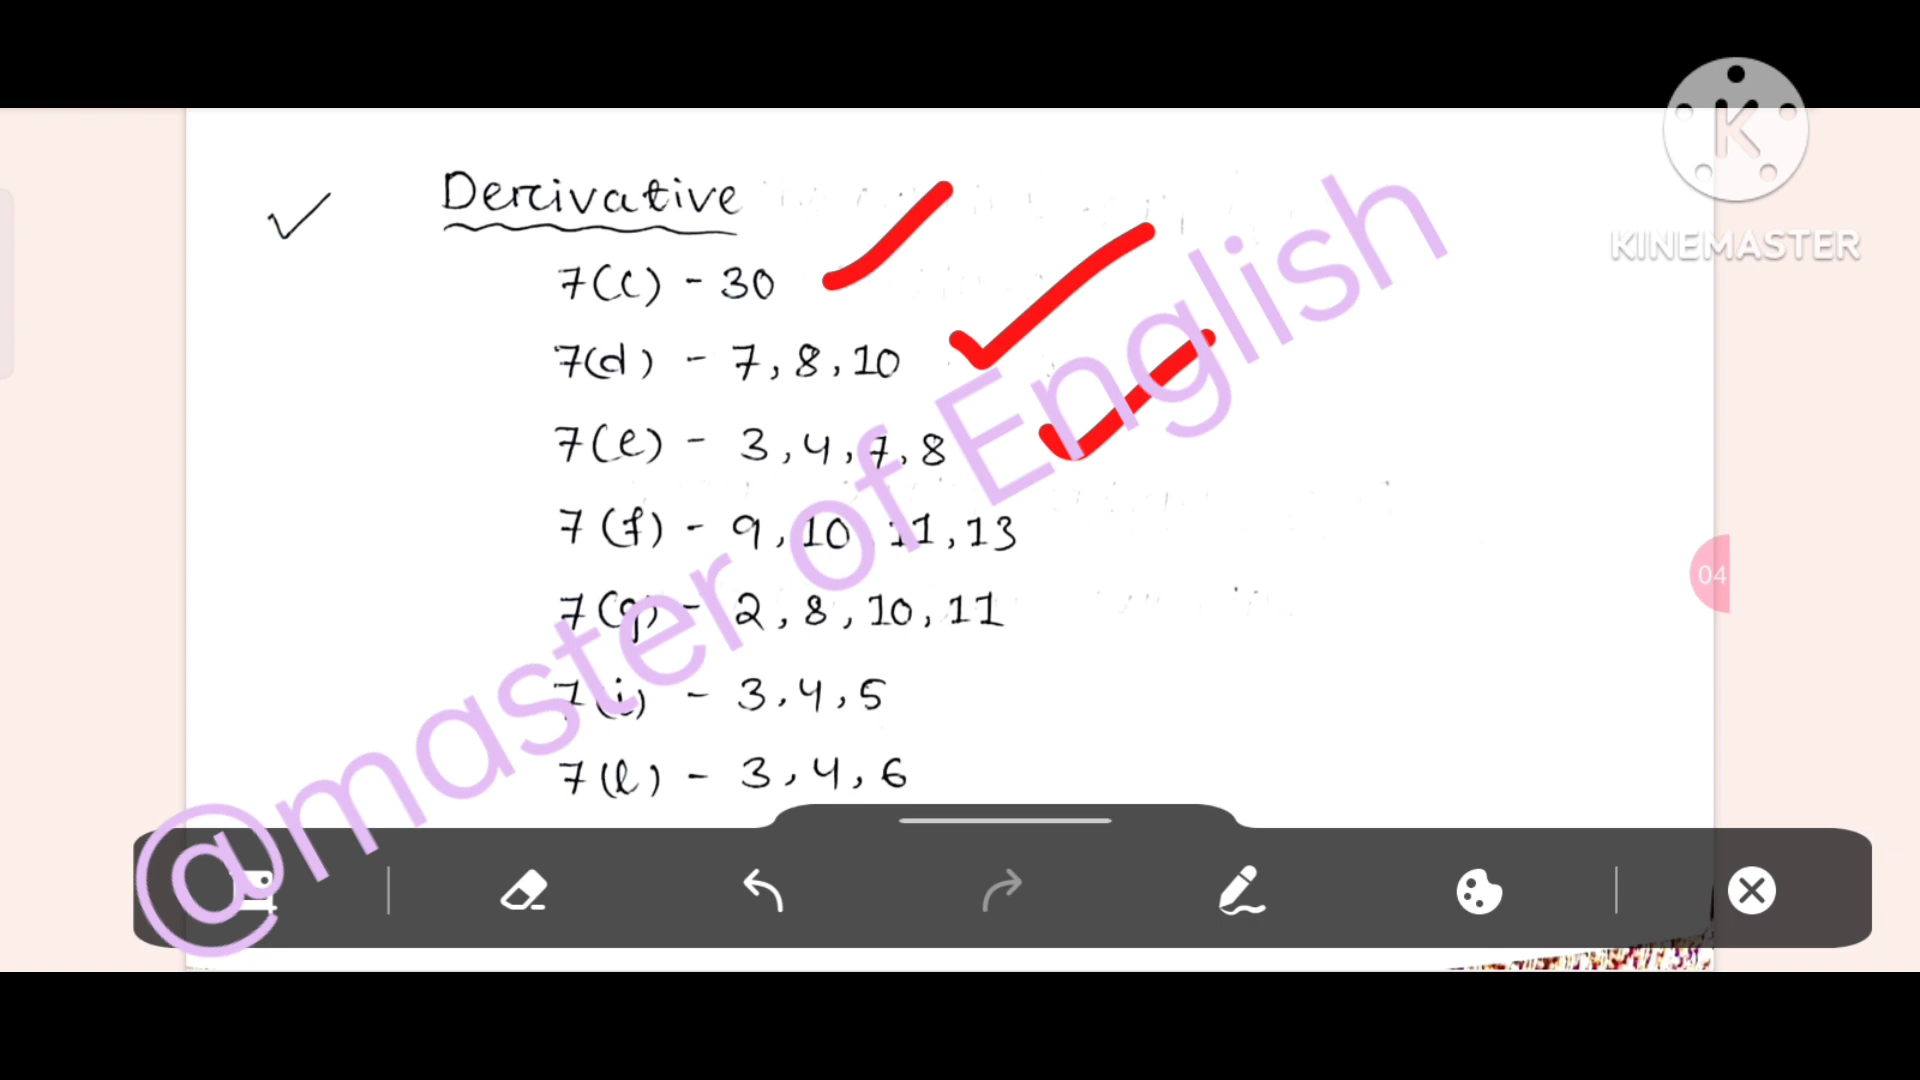 Dercivative
7(c) - 30
7(d) - 7, 8, 10
7(e) - 3, 4, 7, 8
7(f) - 9, 10, 11, 13
7(g) - 2, 8, 10, 11
7(i) - 3, 4, 5
7(l) - 3, 4, 6
@master of English
KINEMASTER
04